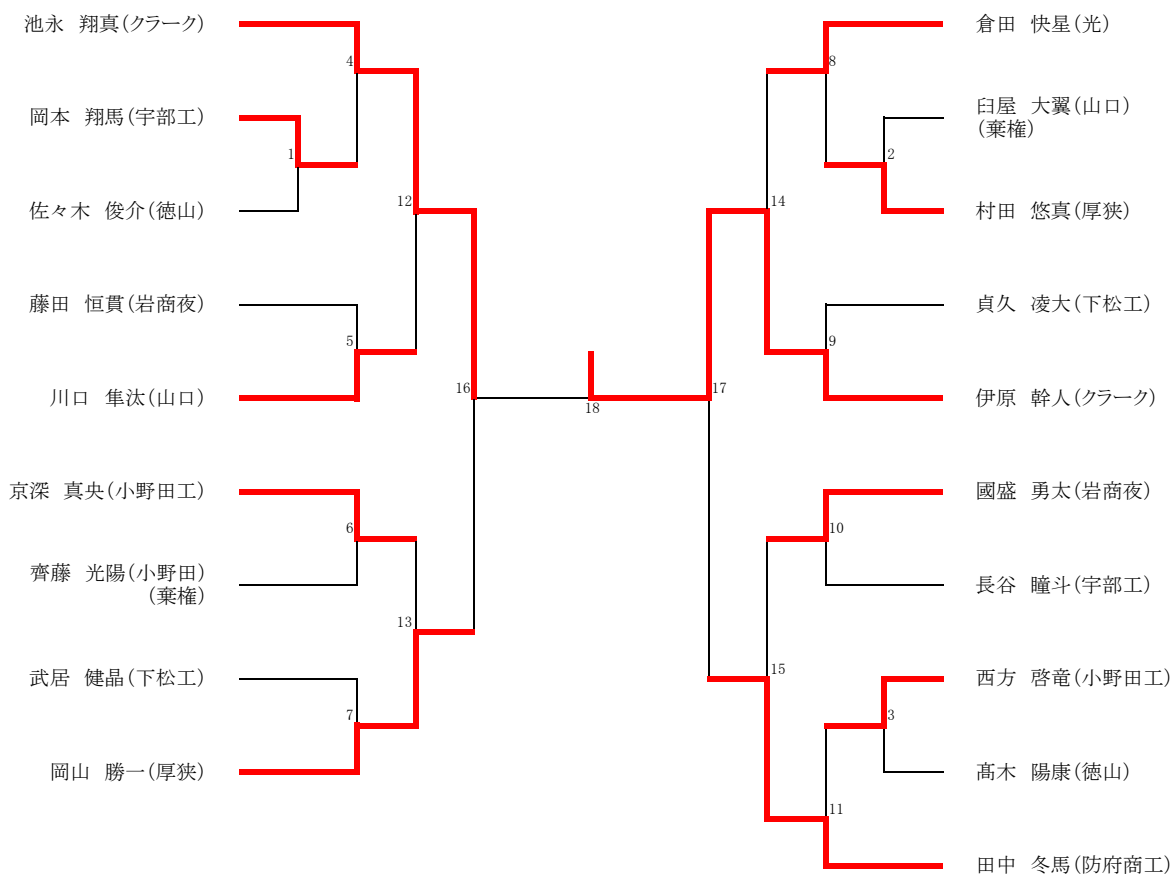 池永 翔真(クラーク)
岡本 翔馬(宇部工)
佐々木 俊介(徳山)
藤田 恒貫(岩商夜)
川口 隼汰(山口)
京深 真央(小野田工)
齊藤 光陽(小野田)
(棄権)
武居 健晶(下松工)
岡山 勝一(厚狭)
4
1
12
5
16
6
13
7
18
8
2
14
9
17
10
15
3
11
倉田 快星(光)
臼屋 大翼(山口)
(棄権)
村田 悠真(厚狭)
貞久 凌大(下松工)
伊原 幹人(クラーク)
國盛 勇太(岩商夜)
長谷 瞳斗(宇部工)
西方 啓竜(小野田工)
髙木 陽康(徳山)
田中 冬馬(防府商工)